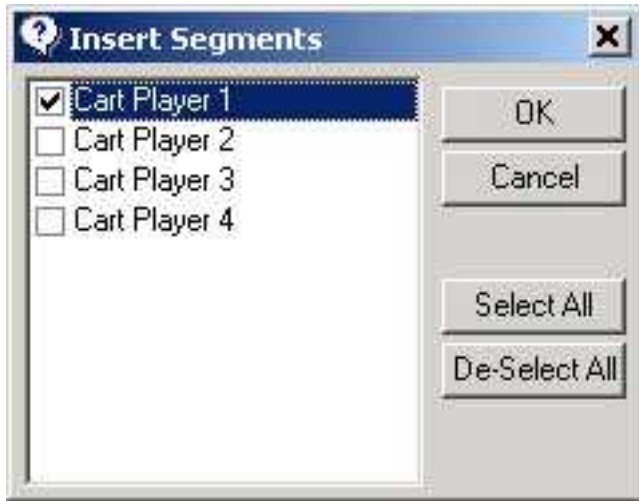 Insert Segments
Cart Player 1
Cart Player 2
Cart Player 3
Cart Player 4
OK
Cancel
Select All
De-Select All